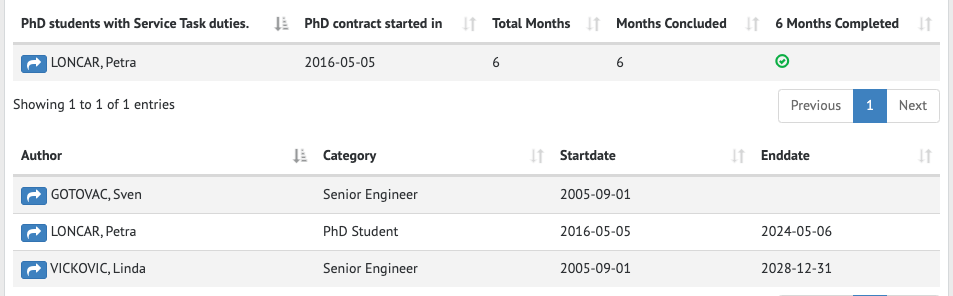 PhD students with Service Task duties. PhD contract started in Total Months Months Concluded 6 Months Completed
LONCAR, Petra 2016-05-05 6 6
Showing 1 to 1 of 1 entries Previous 1 Next
Author Category Startdate Enddate
GOTOVAC, Sven Senior Engineer 2005-09-01
LONCAR, Petra PhD Student 2016-05-05 2024-05-06
VICKOVIC, Linda Senior Engineer 2005-09-01 2028-12-31